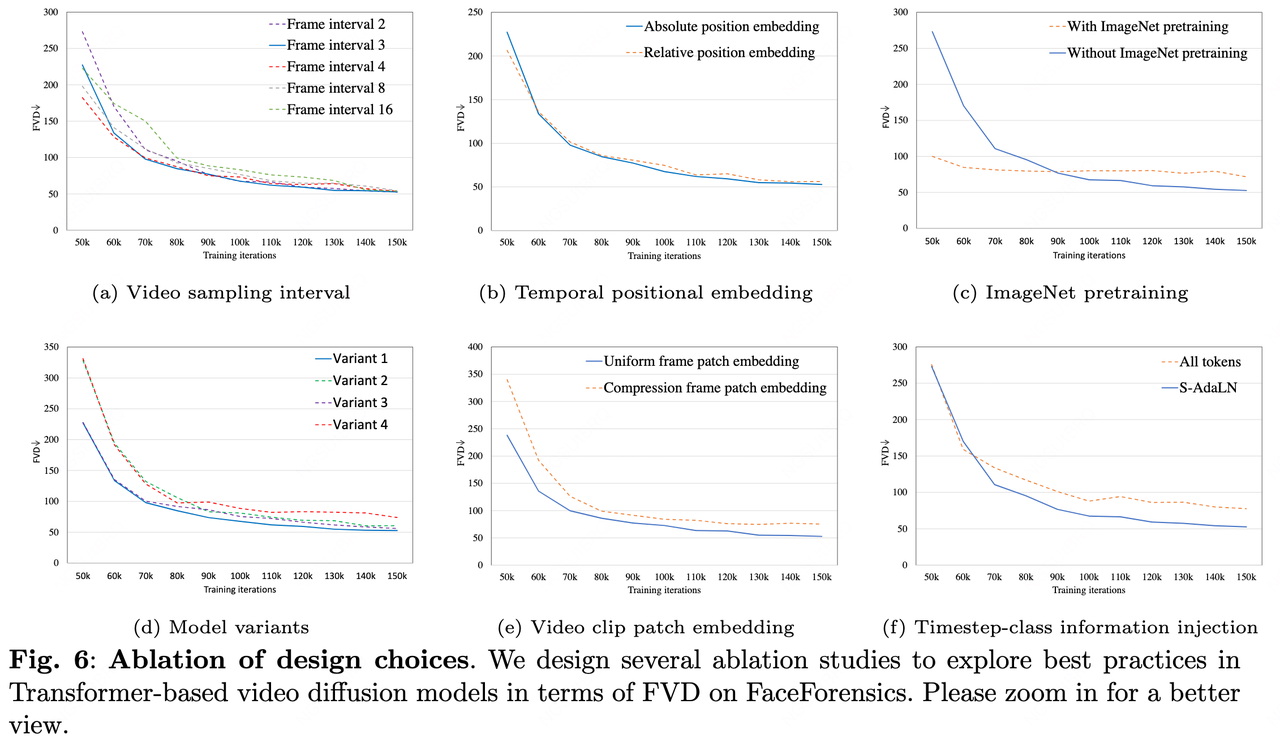 300
250
200
150
100
50
0
FVD↓
Frame interval 2
Frame interval 3
Frame interval 4
Frame interval 8
Frame interval 16
50k 60k 70k 80k 90k 100k 110k 120k 130k 140k 150k
Training iterations
(a) Video sampling interval
250
200
150
100
50
0
FVD↓
Absolute position embedding
Relative position embedding
50k 60k 70k 80k 90k 100k 110k 120k 130k 140k 150k
Training iterations
(b) Temporal positional embedding
300
250
200
150
100
50
0
FVD↓
With ImageNet pretraining
Without ImageNet pretraining
50k 60k 70k 80k 90k 100k 110k 120k 130k 140k 150k
Training iterations
(c) ImageNet pretraining
350
300
250
200
150
100
50
0
FVD↓
Variant 1
Variant 2
Variant 3
Variant 4
50k 60k 70k 80k 90k 100k 110k 120k 130k 140k 150k
Training iterations
(d) Model variants
400
350
300
250
200
150
100
50
0
FVD↓
Uniform frame patch embedding
Compression frame patch embedding
50k 60k 70k 80k 90k 100k 110k 120k 130k 140k 150k
Training iterations
(e) Video clip patch embedding
300
250
200
150
100
50
0
FVD↓
All tokens
S-AdaLN
50k 60k 70k 80k 90k 100k 110k 120k 130k 140k 150k
Training iterations
(f) Timestep-class information injection
Fig. 6: Ablation of design choices. We design several ablation studies to explore best practices in
Transformer-based video diffusion models in terms of FVD on FaceForensics. Please zoom in for a better
view.